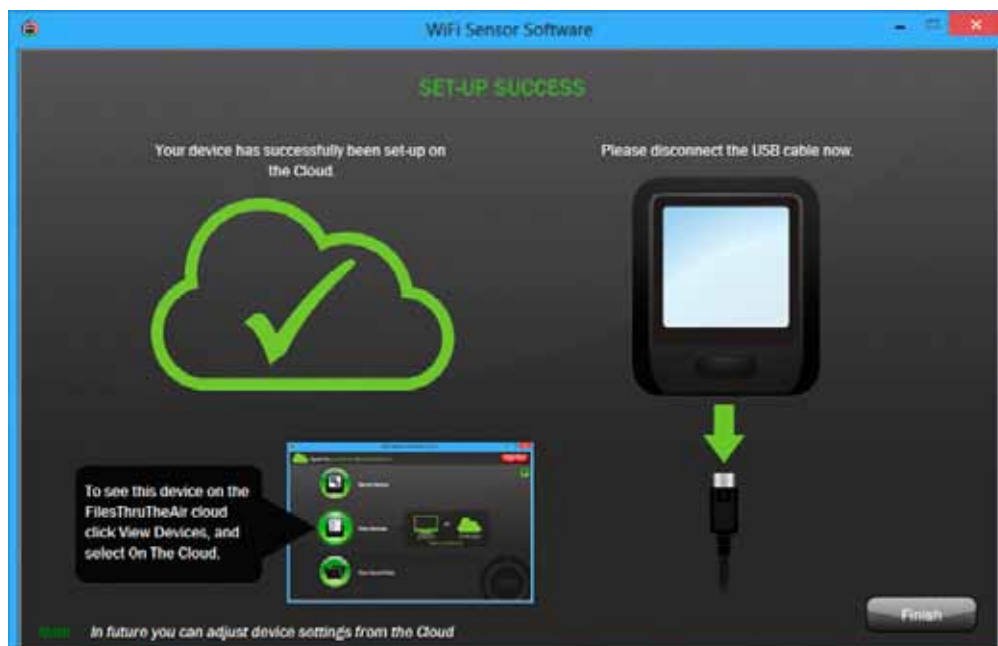 WiFi Sensor Software
SET-UP SUCCESS
Your device has successfully been set-up on
the Cloud.
Please disconnect the USB cable now.
To see this device on the
FilesThruTheAir cloud
click View Devices, and
select On The Cloud.
In future you can adjust device settings from the Cloud
Finish